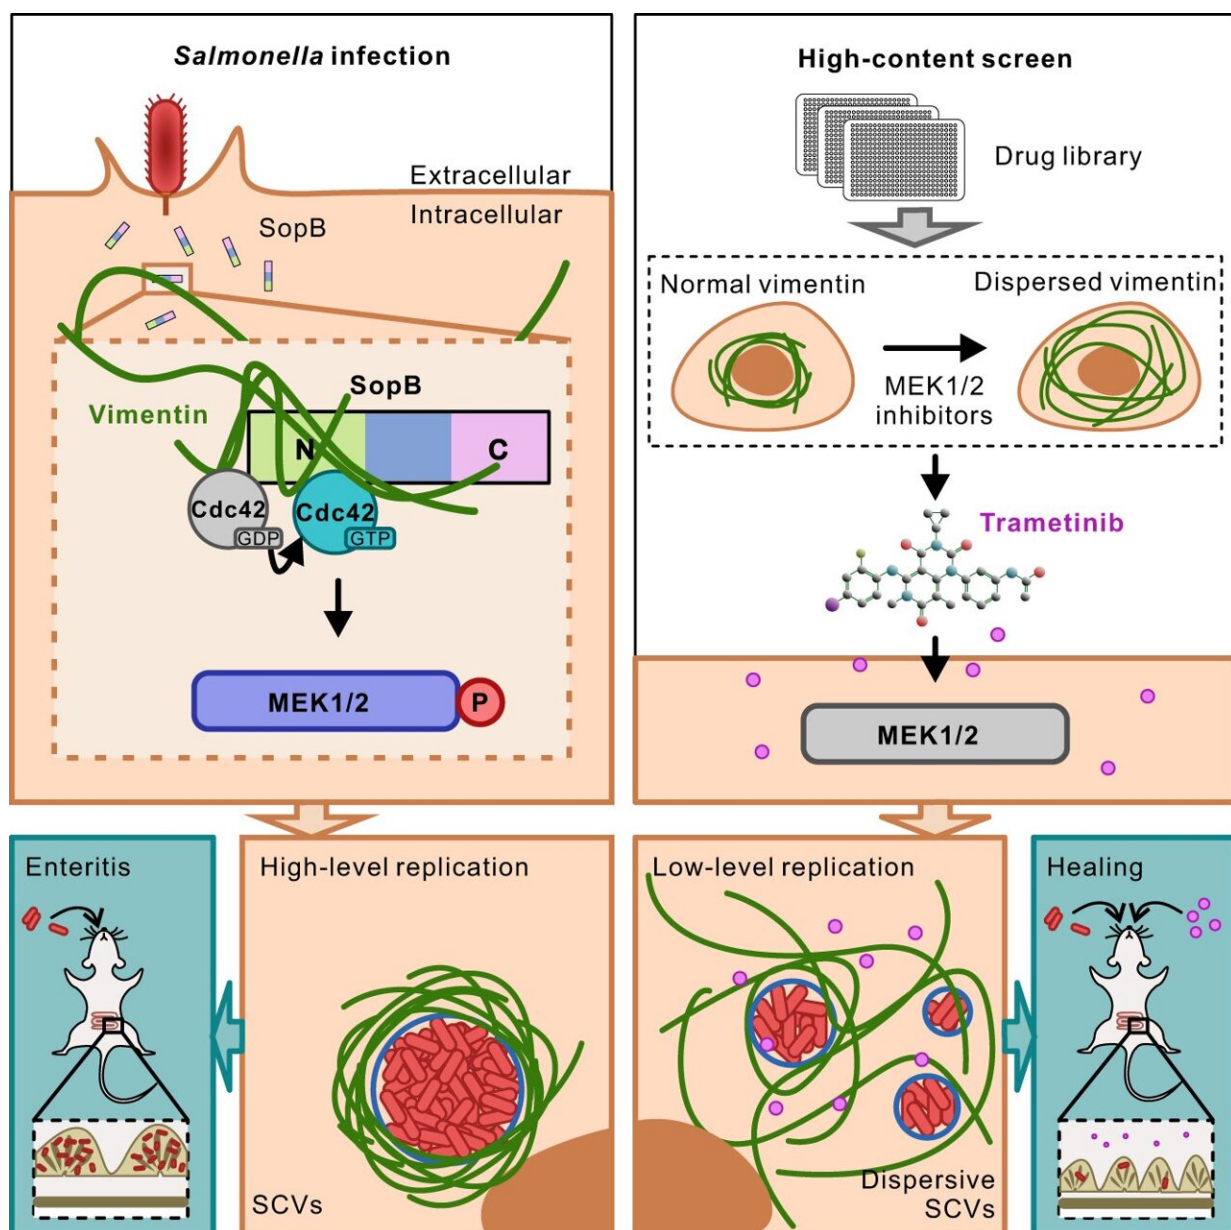 Salmonella infection
Extracellular
Intracellular
SopB
SopB
Vimentin
N
C
Cdc42
GDP
Cdc42
GTP
MEK1/2
P
High-content screen
Drug library
Normal vimentin
Dispersed vimentin
MEK1/2
inhibitors
Trametinib
MEK1/2
Enteritis
High-level replication
SCVs
Low-level replication
Dispersive
SCVs
Healing